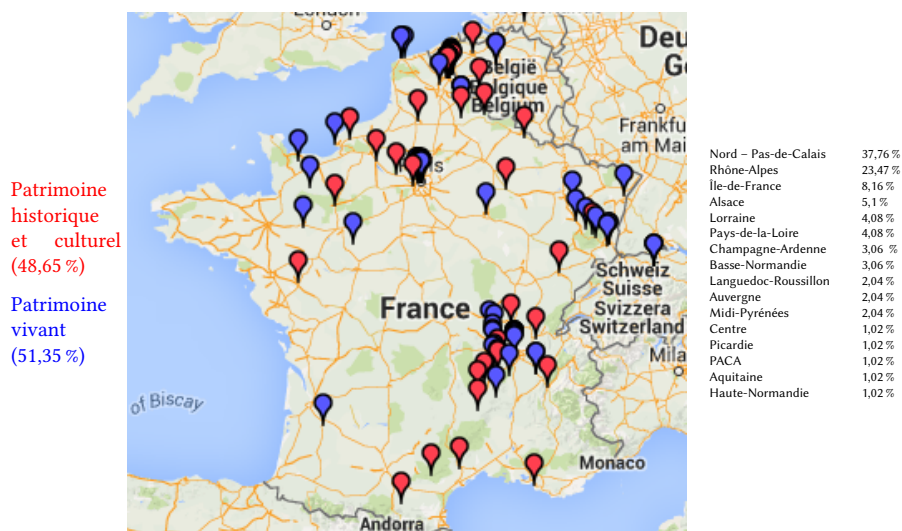 Patrimoine
historique
et culturel
(48,65 %)
Patrimoine
vivant
(51,35 %)
London
Deu
G
België
Belgique
Belgium
Frankfu
am Mai
Paris
Schweiz
Suisse
Svizzera
Switzerland
France
Mila
of Biscay
Monaco
Andorra
Nord – Pas-de-Calais 37,76 %
Rhône-Alpes 23,47 %
Île-de-France 8,16 %
Alsace 5,1 %
Lorraine 4,08 %
Pays-de-la-Loire 4,08 %
Champagne-Ardenne 3,06 %
Basse-Normandie 3,06 %
Languedoc-Roussillon 2,04 %
Auvergne 2,04 %
Midi-Pyrénées 2,04 %
Centre 1,02 %
Picardie 1,02 %
PACA 1,02 %
Aquitaine 1,02 %
Haute-Normandie 1,02 %